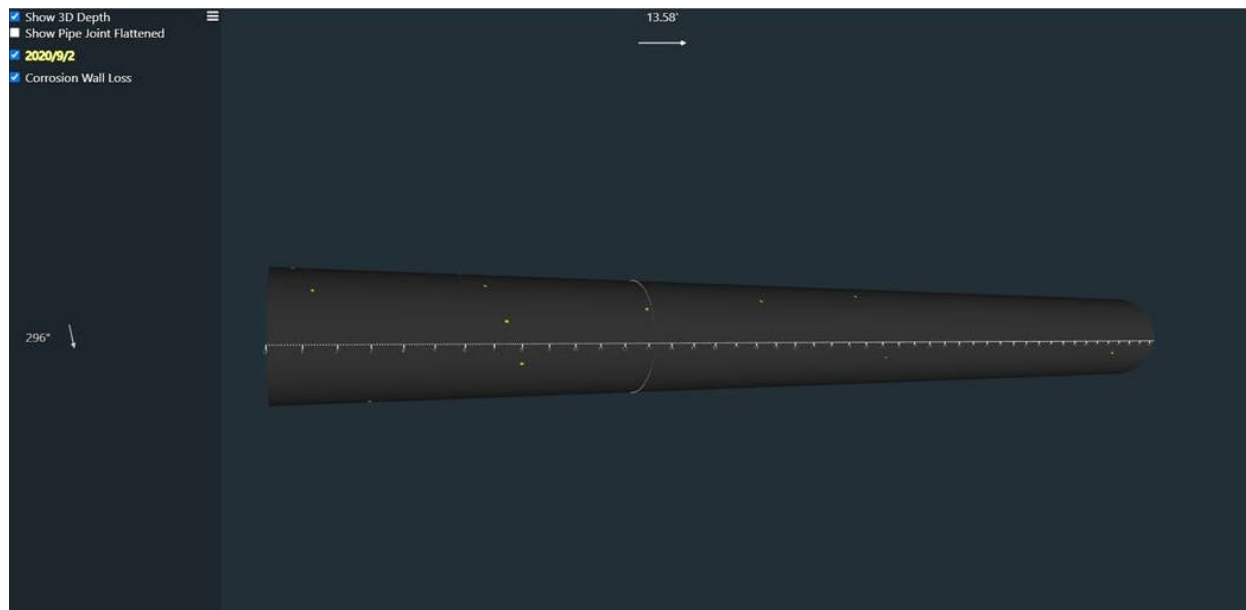 Show 3D Depth
Show Pipe Joint Flattened
2020/9/2
Corrosion Wall Loss
13.58'
296°